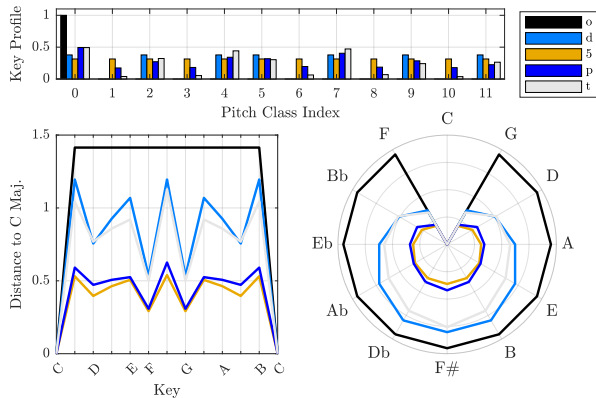 Key Profile
1
0.5
0
0 1 2 3 4 5 6 7 8 9 10 11
Pitch Class Index
o
d
5
p
t
Distance to C Maj.
1.5
1
0.5
0
C D E F G A B C
Key
C
F G
Bb D
Eb A
Ab E
Db B
F#